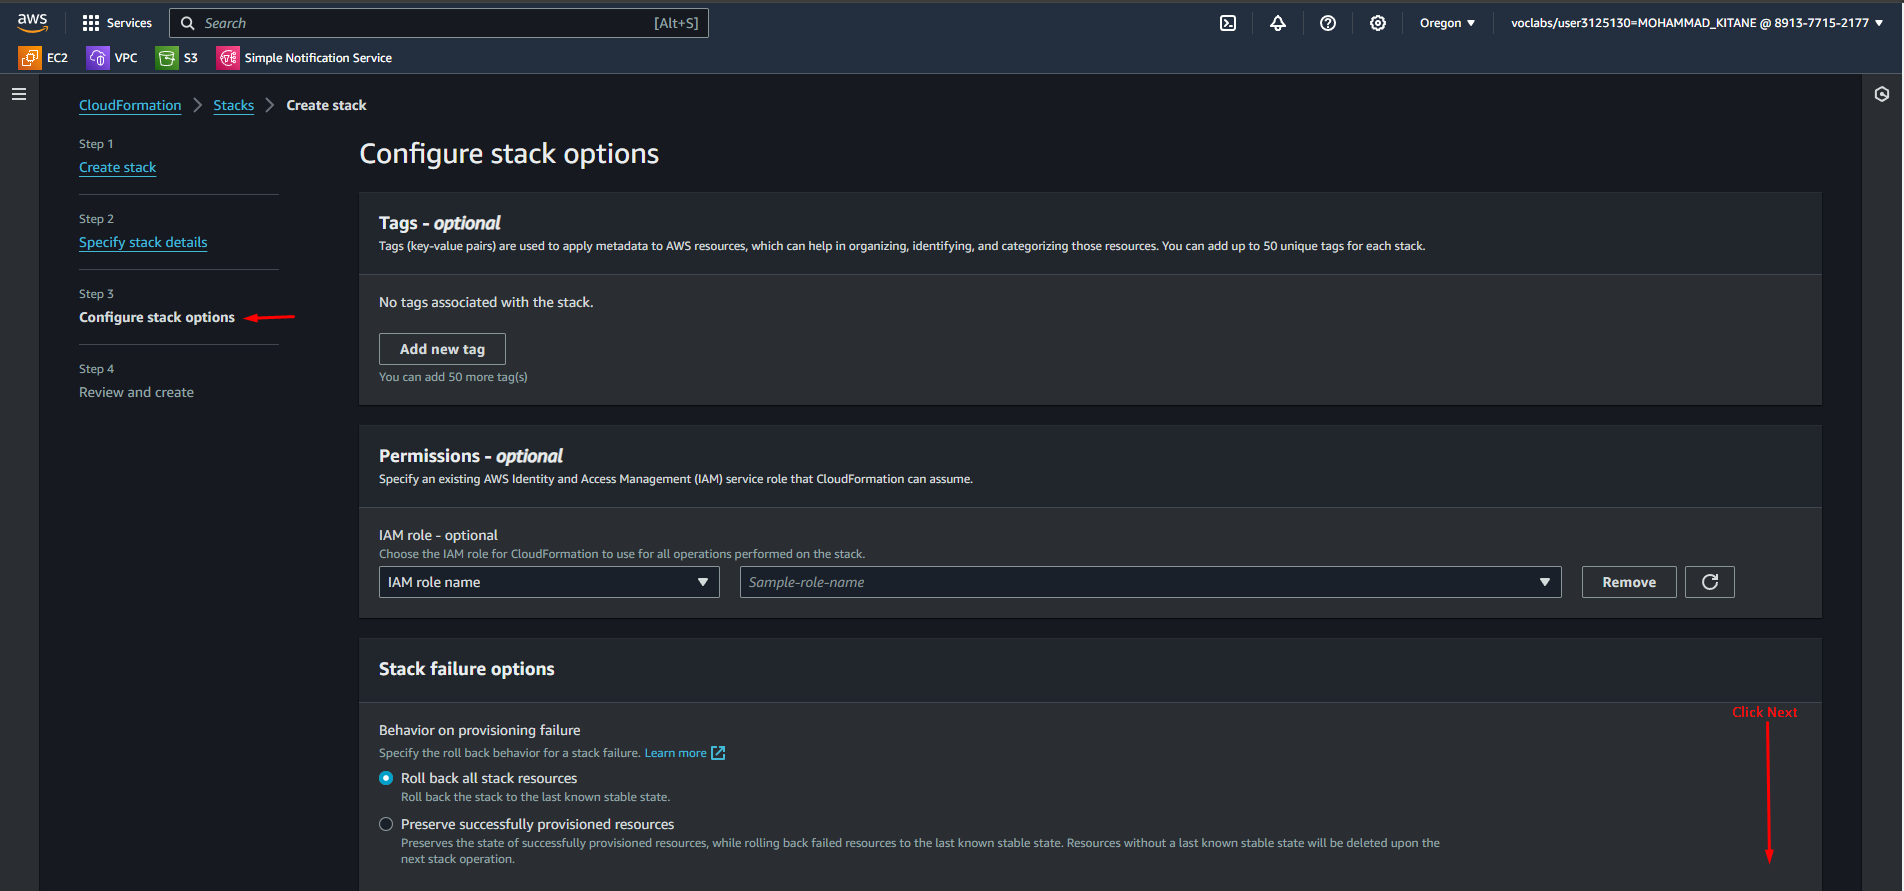 aws
Services
Search
[Alt+S]
Oregon
voclabs/user3125130=MOHAMMAD_KITANE @ 8913-7715-2177
EC2
VPC
S3
Simple Notification Service
CloudFormation
Stacks
Create stack
Step 1
Create stack
Step 2
Specify stack details
Step 3
Configure stack options
Step 4
Review and create
Configure stack options
Tags - optional
Tags (key-value pairs) are used to apply metadata to AWS resources, which can help in organizing, identifying, and categorizing those resources. You can add up to 50 unique tags for each stack.
No tags associated with the stack.
Add new tag
You can add 50 more tag(s)
Permissions - optional
Specify an existing AWS Identity and Access Management (IAM) service role that CloudFormation can assume.
IAM role - optional
Choose the IAM role for CloudFormation to use for all operations performed on the stack.
IAM role name
Sample-role-name
Remove
Stack failure options
Click Next
Behavior on provisioning failure
Specify the roll back behavior for a stack failure. Learn more
Roll back all stack resources
Roll back the stack to the last known stable state.
Preserve successfully provisioned resources
Preserves the state of successfully provisioned resources, while rolling back failed resources to the last known stable state. Resources without a last known stable state will be deleted upon the
next stack operation.